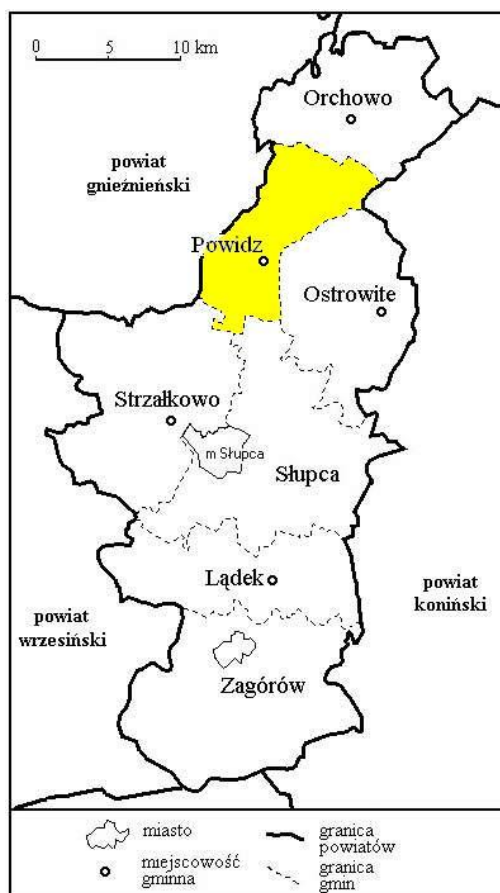 0 5 10 km
Orchowo
powiat
gnieźnieński
Powidz
Ostrowite
Strzałkowo
m Słupca
Słupca
Lądek
powiat
koniński
powiat
wrzesiński
Zagórów
miasto
granica
powiatów
miejscowość
gminna
granica
gmin